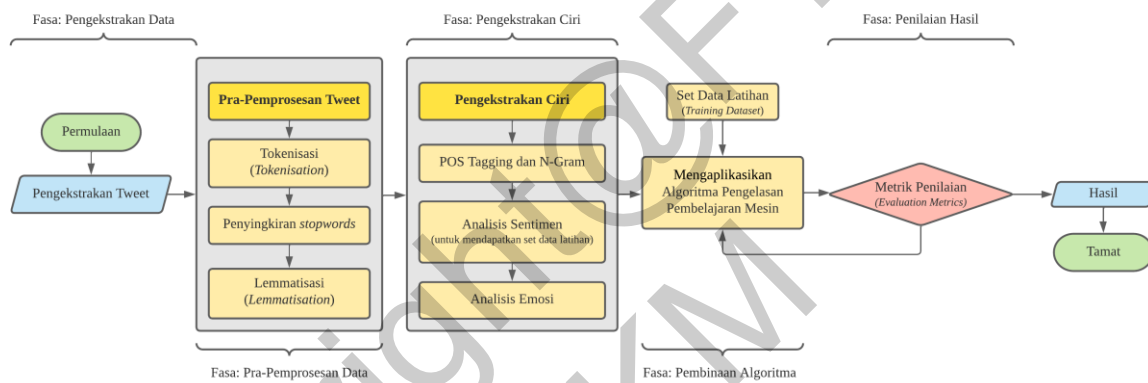 Fasa: Pengekstrakan Data
Fasa: Pengekstrakan Ciri
Fasa: Penilaian Hasil
Permulaan
Pengekstrakan Tweet
Pra-Pemprosesan Tweet
Tokenisasi
(Tokenisation)
Penyingkiran stopwords
Lemmatisasi
(Lemmatisation)
Fasa: Pra-Pemprosesan Data
Pengekstrakan Ciri
POS Tagging dan N-Gram
Analisis Sentimen
(untuk mendapatkan set data latihan)
Analisis Emosi
Set Data Latihan
(Training Dataset)
Mengaplikasikan
Algoritma Pengelasan
Pembelajaran Mesin
Fasa: Pembinaan Algoritma
Metrik Penilaian
(Evaluation Metrics)
Hasil
Tamat